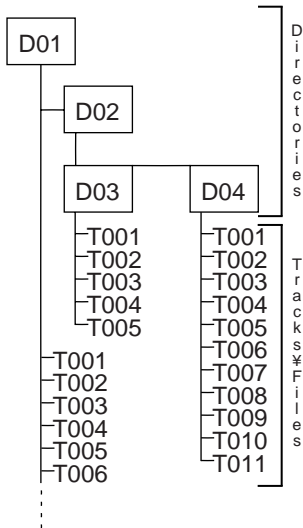 D01
D02
D03
D04
T001
T002
T003
T004
T005
T001
T002
T003
T004
T005
T006
T007
T008
T009
T010
T011
T001
T002
T003
T004
T005
T006
Directories
Tracks¥Files